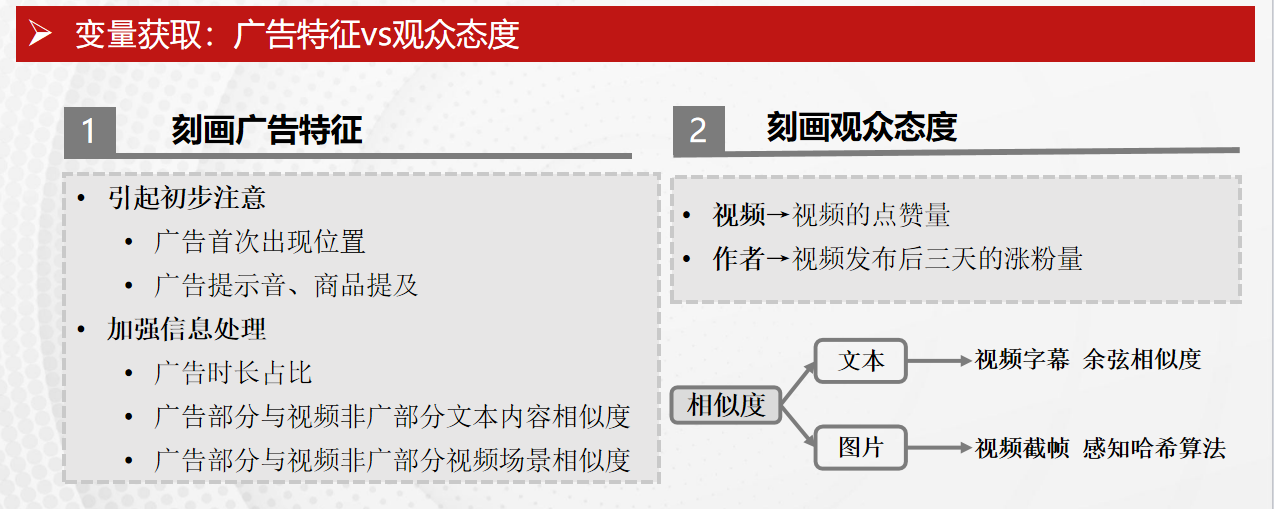 变量获取：广告特征vs观众态度
1 刻画广告特征
• 引起初步注意
• 广告首次出现位置
• 广告提示音、商品提及
• 加强信息处理
• 广告时长占比
• 广告部分与视频非广部分文本内容相似度
• 广告部分与视频非广部分视频场景相似度
2 刻画观众态度
• 视频→视频的点赞量
• 作者→视频发布后三天的涨粉量
相似度
文本
视频字幕 余弦相似度
图片
视频截帧 感知哈希算法